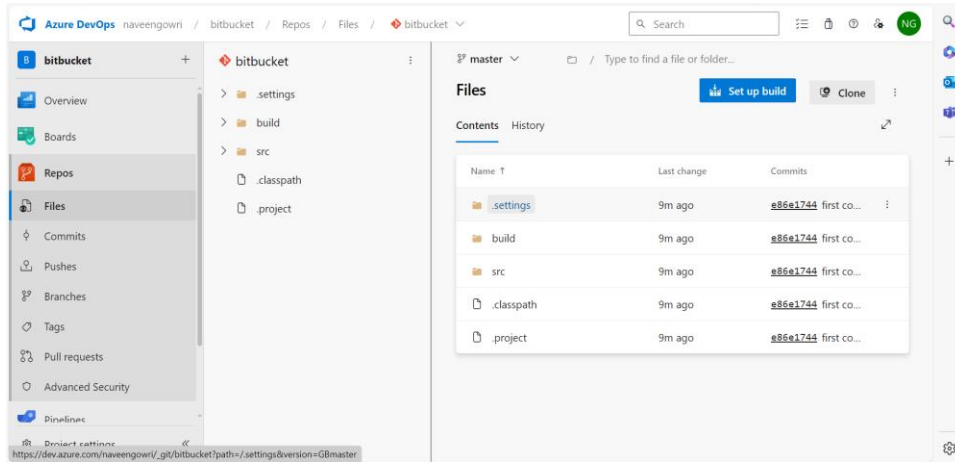 Azure DevOps naveengowri / bitbucket / Repos / Files / bitbucket
Search
NG
B bitbucket +
Overview
Boards
Repos
Files
Commits
Pushes
Branches
Tags
Pull requests
Advanced Security
Pipelines
Project settings
https://dev.azure.com/naveengowri/_git/bitbucket?path=/.settings&version=GBmaster
bitbucket
.settings
build
src
.classpath
.project
master / Type to find a file or folder...
Files Set up build Clone
Contents History
Name ↑ Last change Commits
.settings 9m ago e86e1744 first co...
build 9m ago e86e1744 first co...
src 9m ago e86e1744 first co...
.classpath 9m ago e86e1744 first co...
.project 9m ago e86e1744 first co...